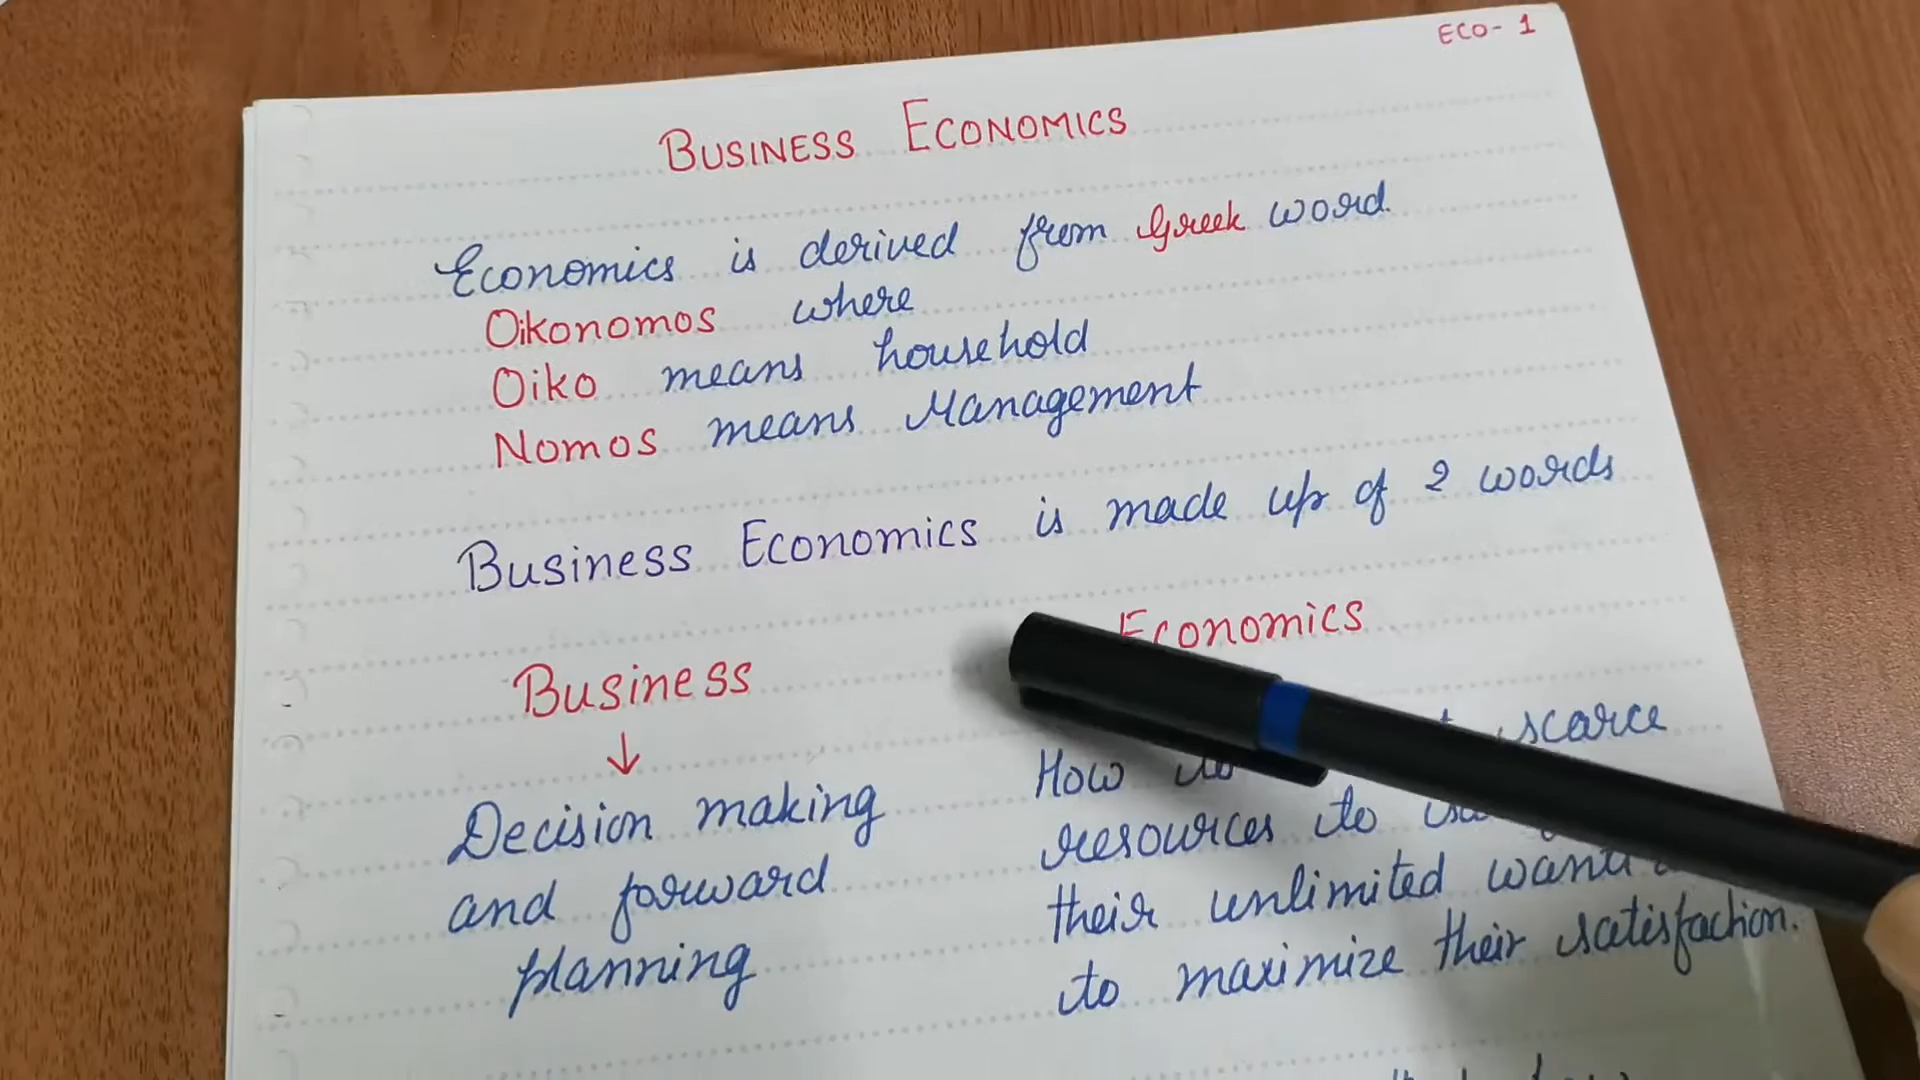 ECO- 1
BUSINESS ECONOMICS
Economics is derived from Greek word
Oikonomos where
Oiko means household
Nomos means Management
Business Economics is made up of 2 words
Business Economics
↓
Decision making
and forward
planning
How to scarce
resources to
their unlimited
to maximize their satisfaction.